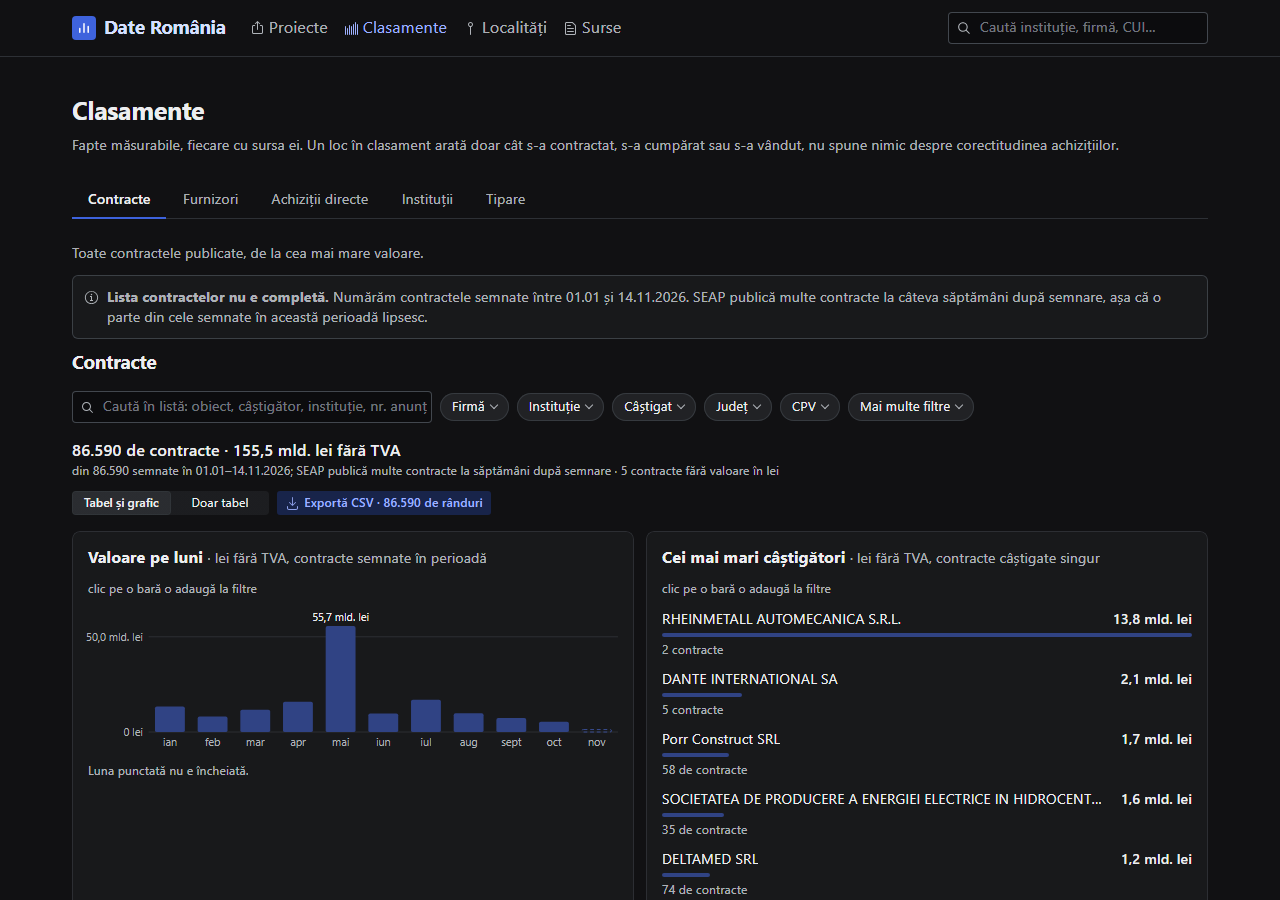 Date România
Proiecte
Clasamente
Localități
Surse
Caută instituție, firmă, CUI...
Clasamente
Fapte măsurabile, fiecare cu sursa ei. Un loc în clasament arată doar cât s-a contractat, s-a cumpărat sau s-a vândut, nu spune nimic despre corectitudinea achizițiilor.
Contracte
Furnizori
Achiziții directe
Instituții
Tipare
Toate contractele publicate, de la cea mai mare valoare.
Lista contractelor nu e completă. Numărăm contractele semnate între 01.01 și 14.11.2026. SEAP publică multe contracte la câteva săptămâni după semnare, așa că o
parte din cele semnate în această perioadă lipsesc.
Contracte
Caută în listă: obiect, câștigător, instituție, nr. anunț
Firmă
Instituție
Câștigat
Județ
CPV
Mai multe filtre
86.590 de contracte · 155,5 mld. lei fără TVA
din 86.590 semnate în 01.01–14.11.2026; SEAP publică multe contracte la săptămâni după semnare · 5 contracte fără valoare în lei
Tabel și grafic
Doar tabel
Exportă CSV · 86.590 de rânduri
Valoare pe luni · lei fără TVA, contracte semnate în perioadă
clic pe o bară o adaugă la filtre
55,7 mld. lei
50,0 mld. lei
0 lei
ian feb mar apr mai iun iul aug sept oct nov
Luna punctată nu e încheiată.
Cei mai mari câștigători · lei fără TVA, contracte câștigate singur
clic pe o bară o adaugă la filtre
RHEINMETALL AUTOMECANICA S.R.L. 13,8 mld. lei
2 contracte
DANTE INTERNATIONAL SA 2,1 mld. lei
5 contracte
Porr Construct SRL 1,7 mld. lei
58 de contracte
SOCIETATEA DE PRODUCERE A ENERGIEI ELECTRICE IN HIDROCENT... 1,6 mld. lei
35 de contracte
DELTAMED SRL 1,2 mld. lei
74 de contracte